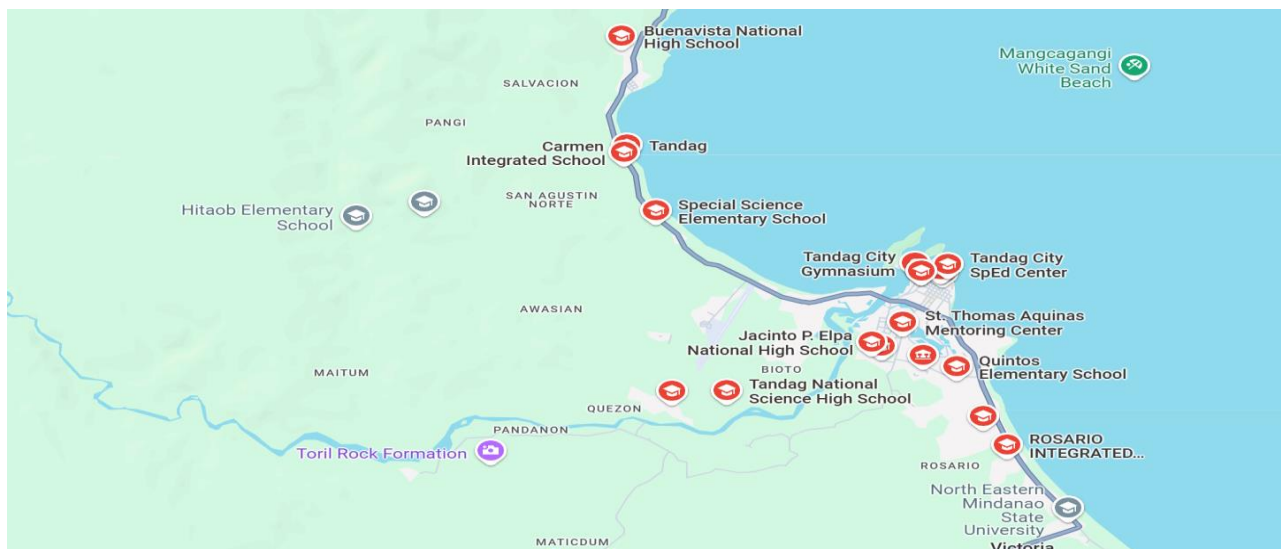 Buenavista National
High School
Mangcagangi
White Sand
Beach
SALVACION
PANGI
Carmen
Integrated School
Tandag
SAN AGUSTIN
NORTE
Hitaob Elementary
School
Special Science
Elementary School
Tandag City
Gymnasium
Tandag City
SpEd Center
AWASIAN
St. Thomas Aquinas
Mentoring Center
Jacinto P. Elpa
National High School
BIOTO
Quintos
Elementary School
MAITUM
Tandag National
Science High School
QUEZON
PANDANON
Toril Rock Formation
ROSARIO
INTEGRATED...
ROSARIO
North Eastern
Mindanao
State
University
MATICDUM
Victoria